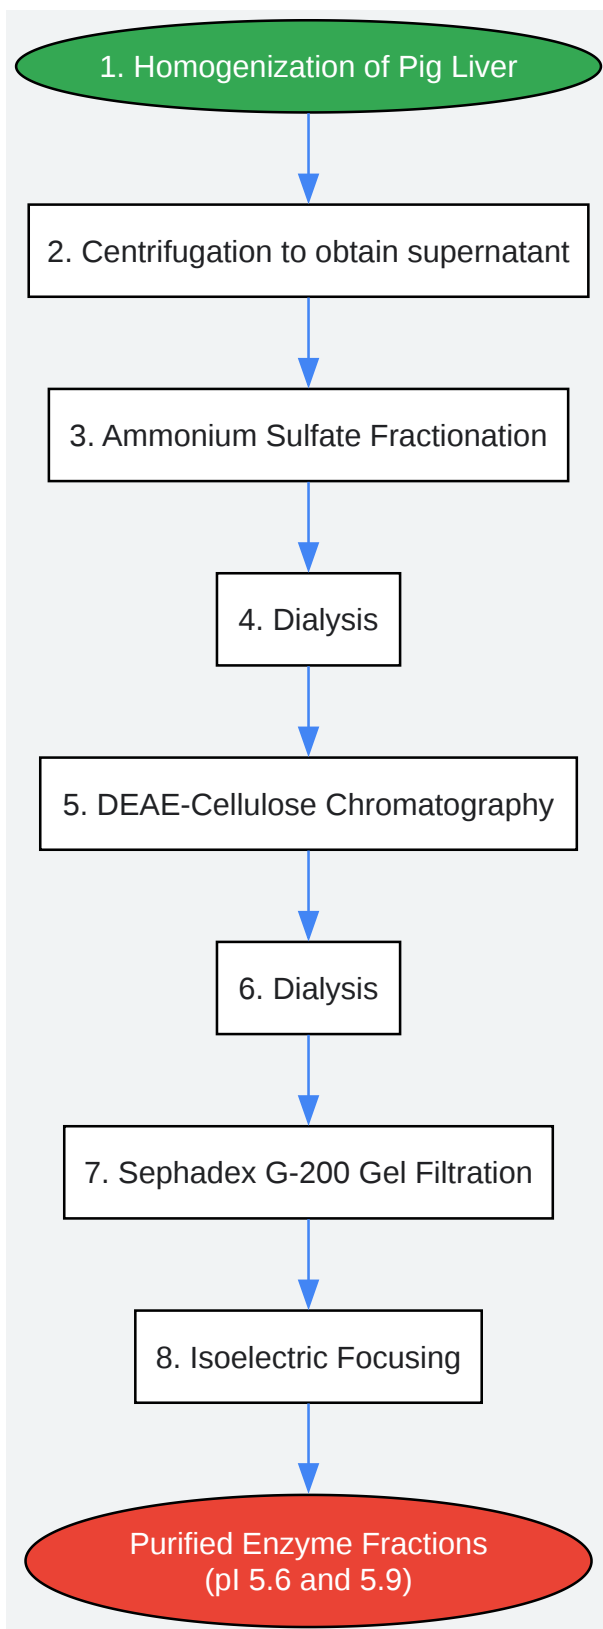 1. Homogenization of Pig Liver
2. Centrifugation to obtain supernatant
3. Ammonium Sulfate Fractionation
4. Dialysis
5. DEAE-Cellulose Chromatography
6. Dialysis
7. Sephadex G-200 Gel Filtration
8. Isoelectric Focusing
Purified Enzyme Fractions
(pI 5.6 and 5.9)